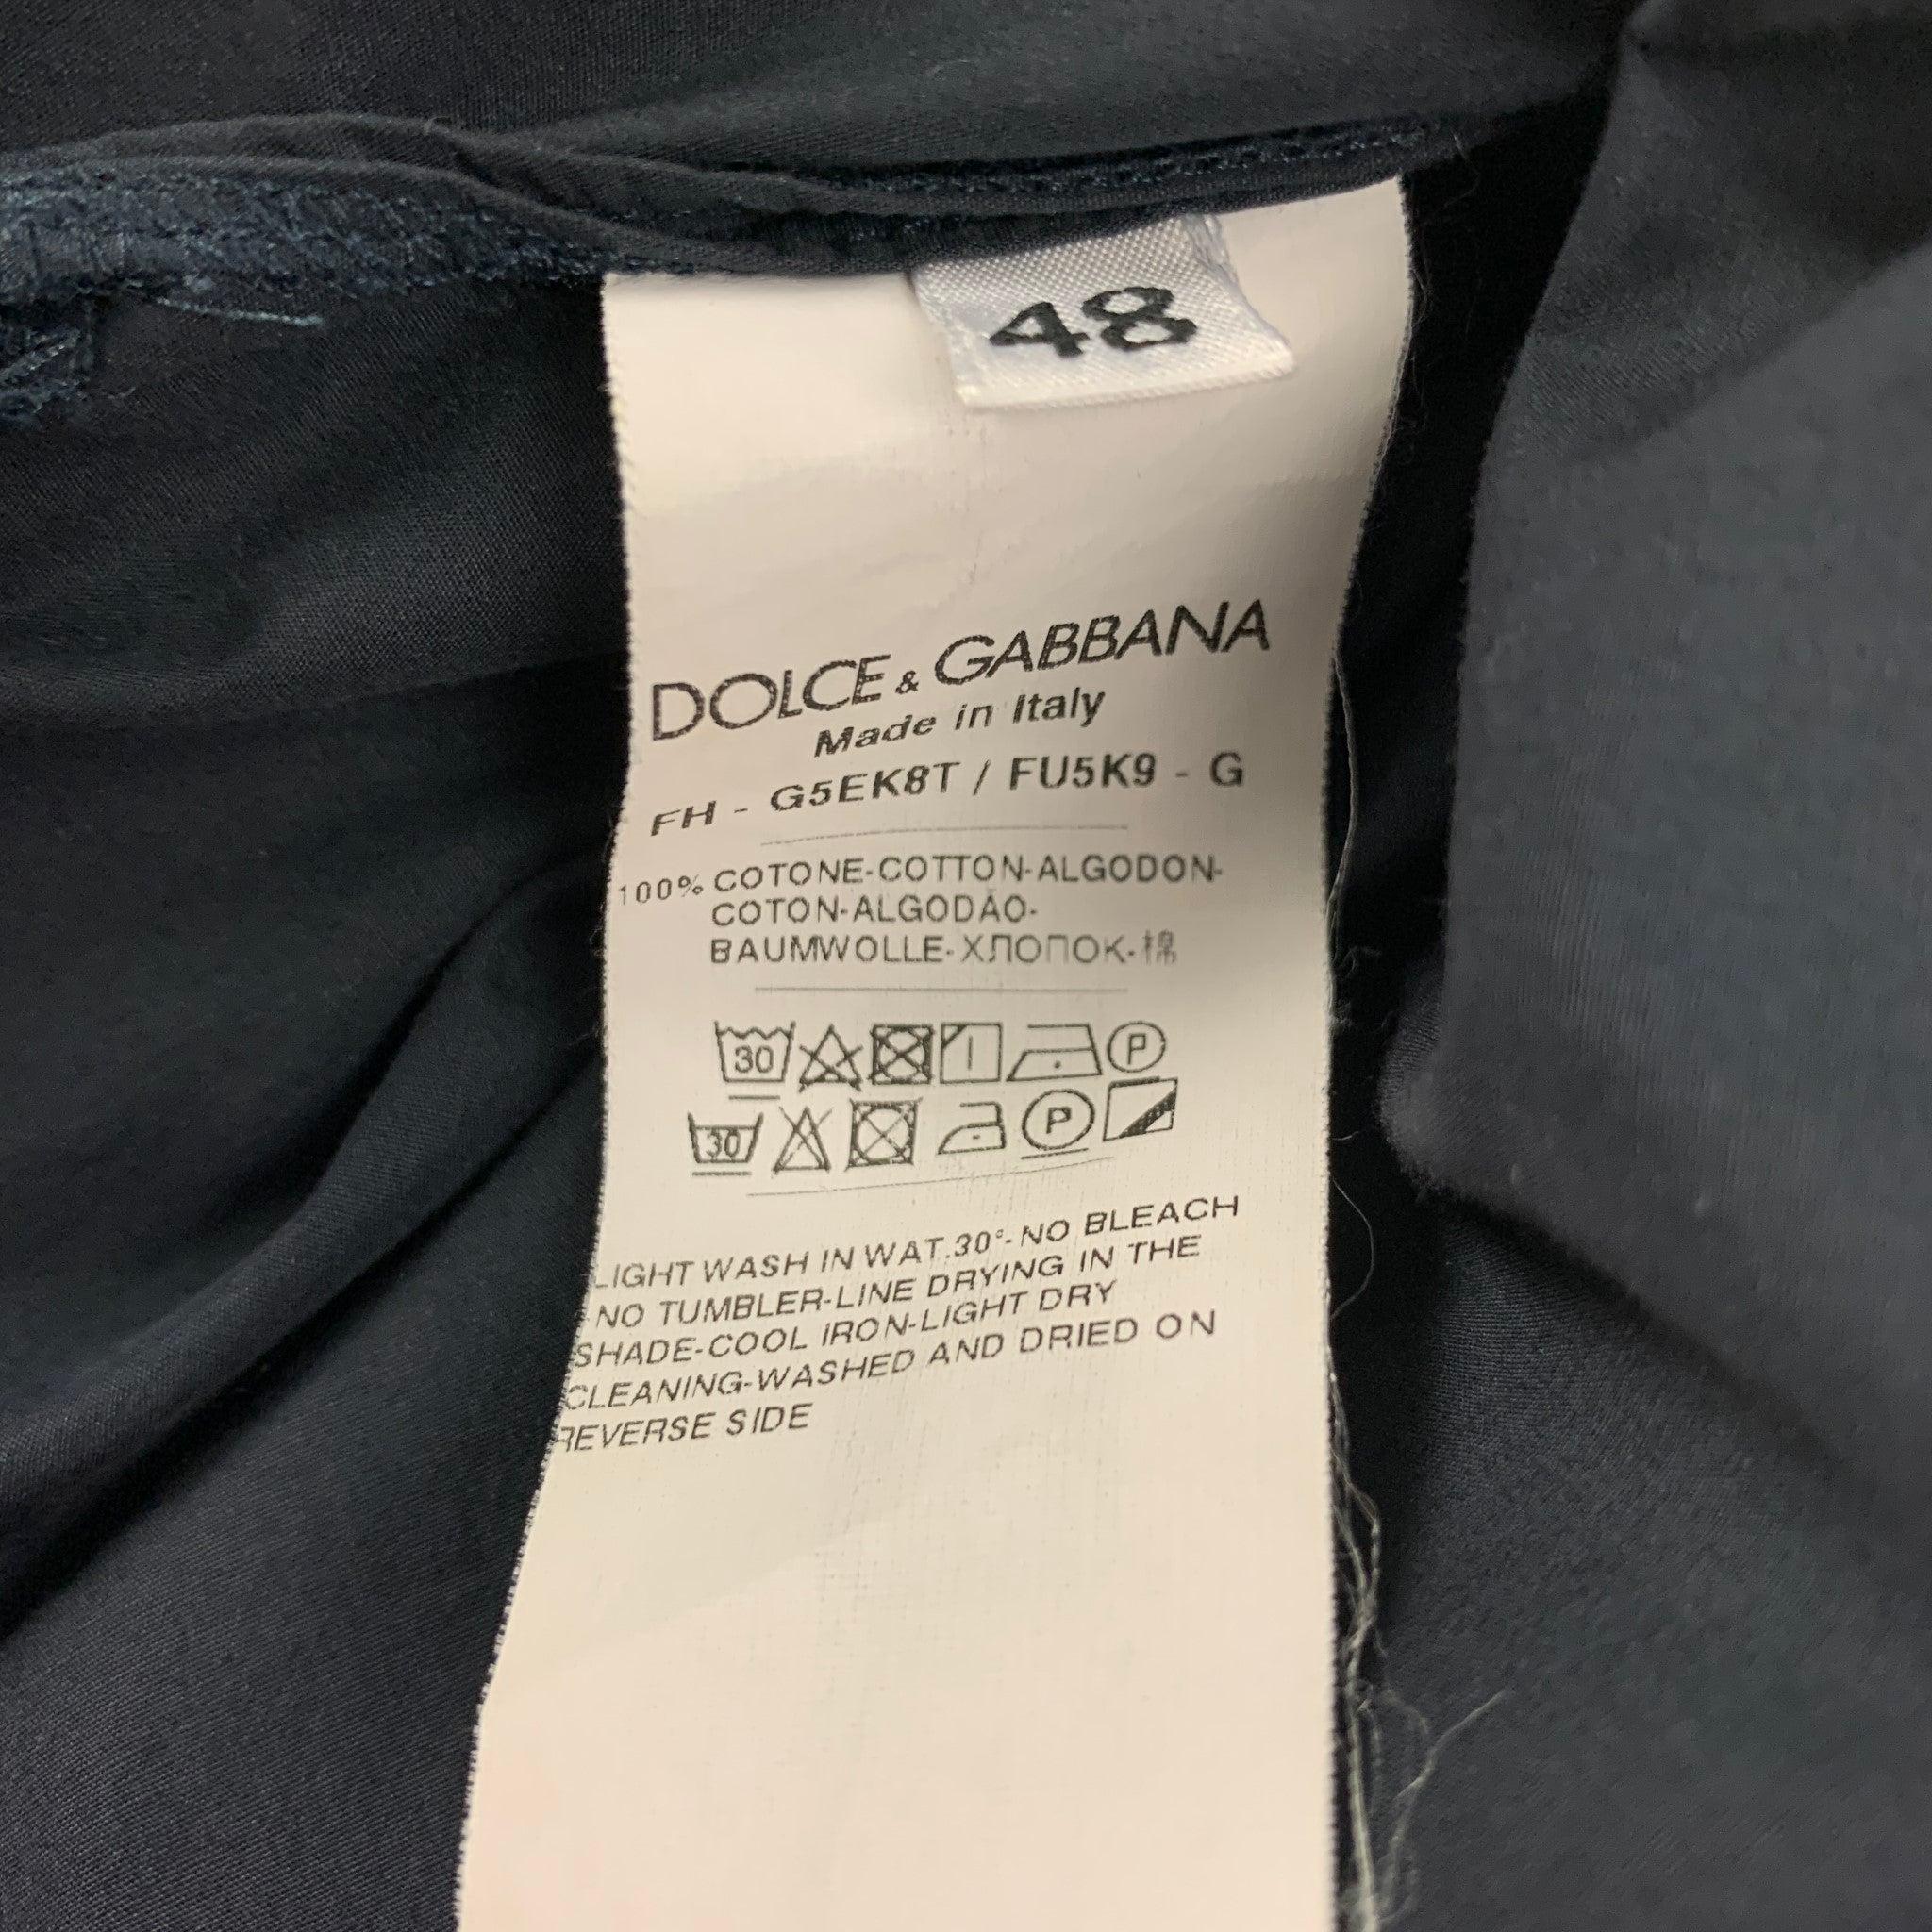 48
DOLCE & GABBANA
Made in Italy
FH - G5EK8T / FU5K9 - G
100% COTONE-COTTON-ALGODON-
COTON-ALGODÃO-
BAUMWOLLE-ХЛОПОК-棉
30 P
30 P
LIGHT WASH IN WAT.30°-NO BLEACH
-NO TUMBLER-LINE DRYING IN THE
SHADE-COOL IRON-LIGHT DRY
CLEANING-WASHED AND DRIED ON
REVERSE SIDE